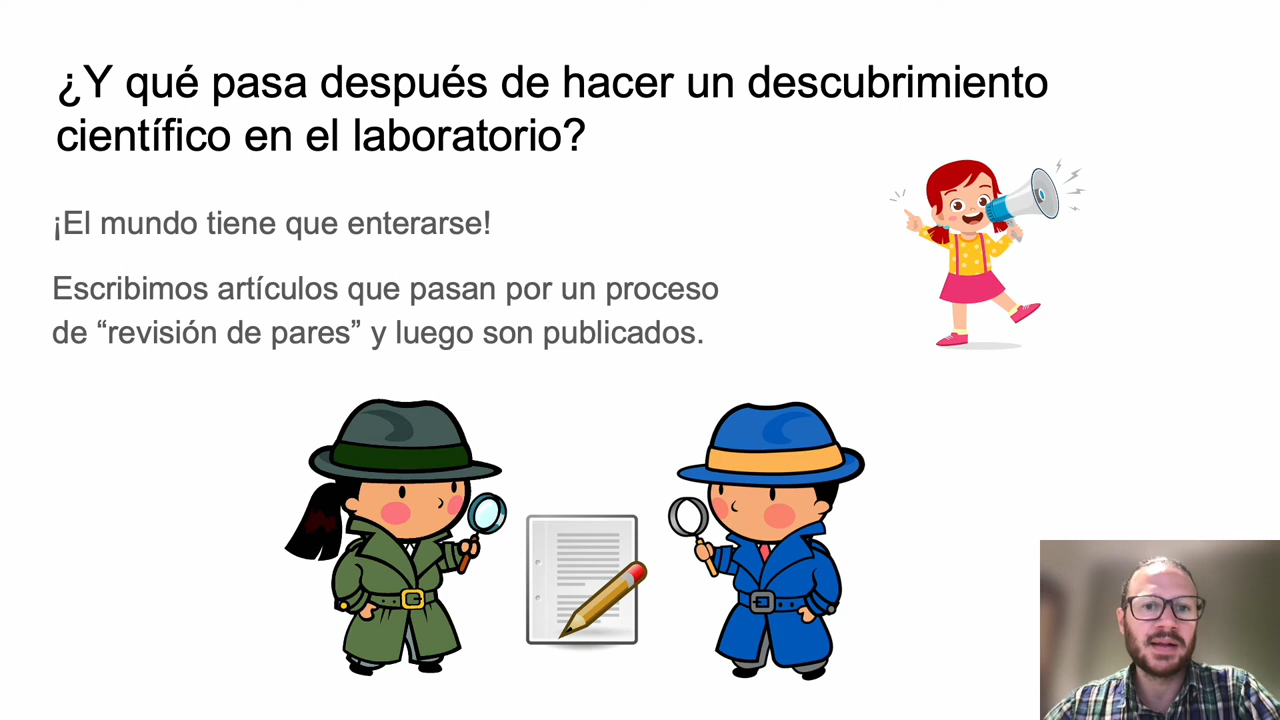 ¿Y qué pasa después de hacer un descubrimiento
científico en el laboratorio?
¡El mundo tiene que enterarse!
Escribimos artículos que pasan por un proceso
de “revisión de pares” y luego son publicados.